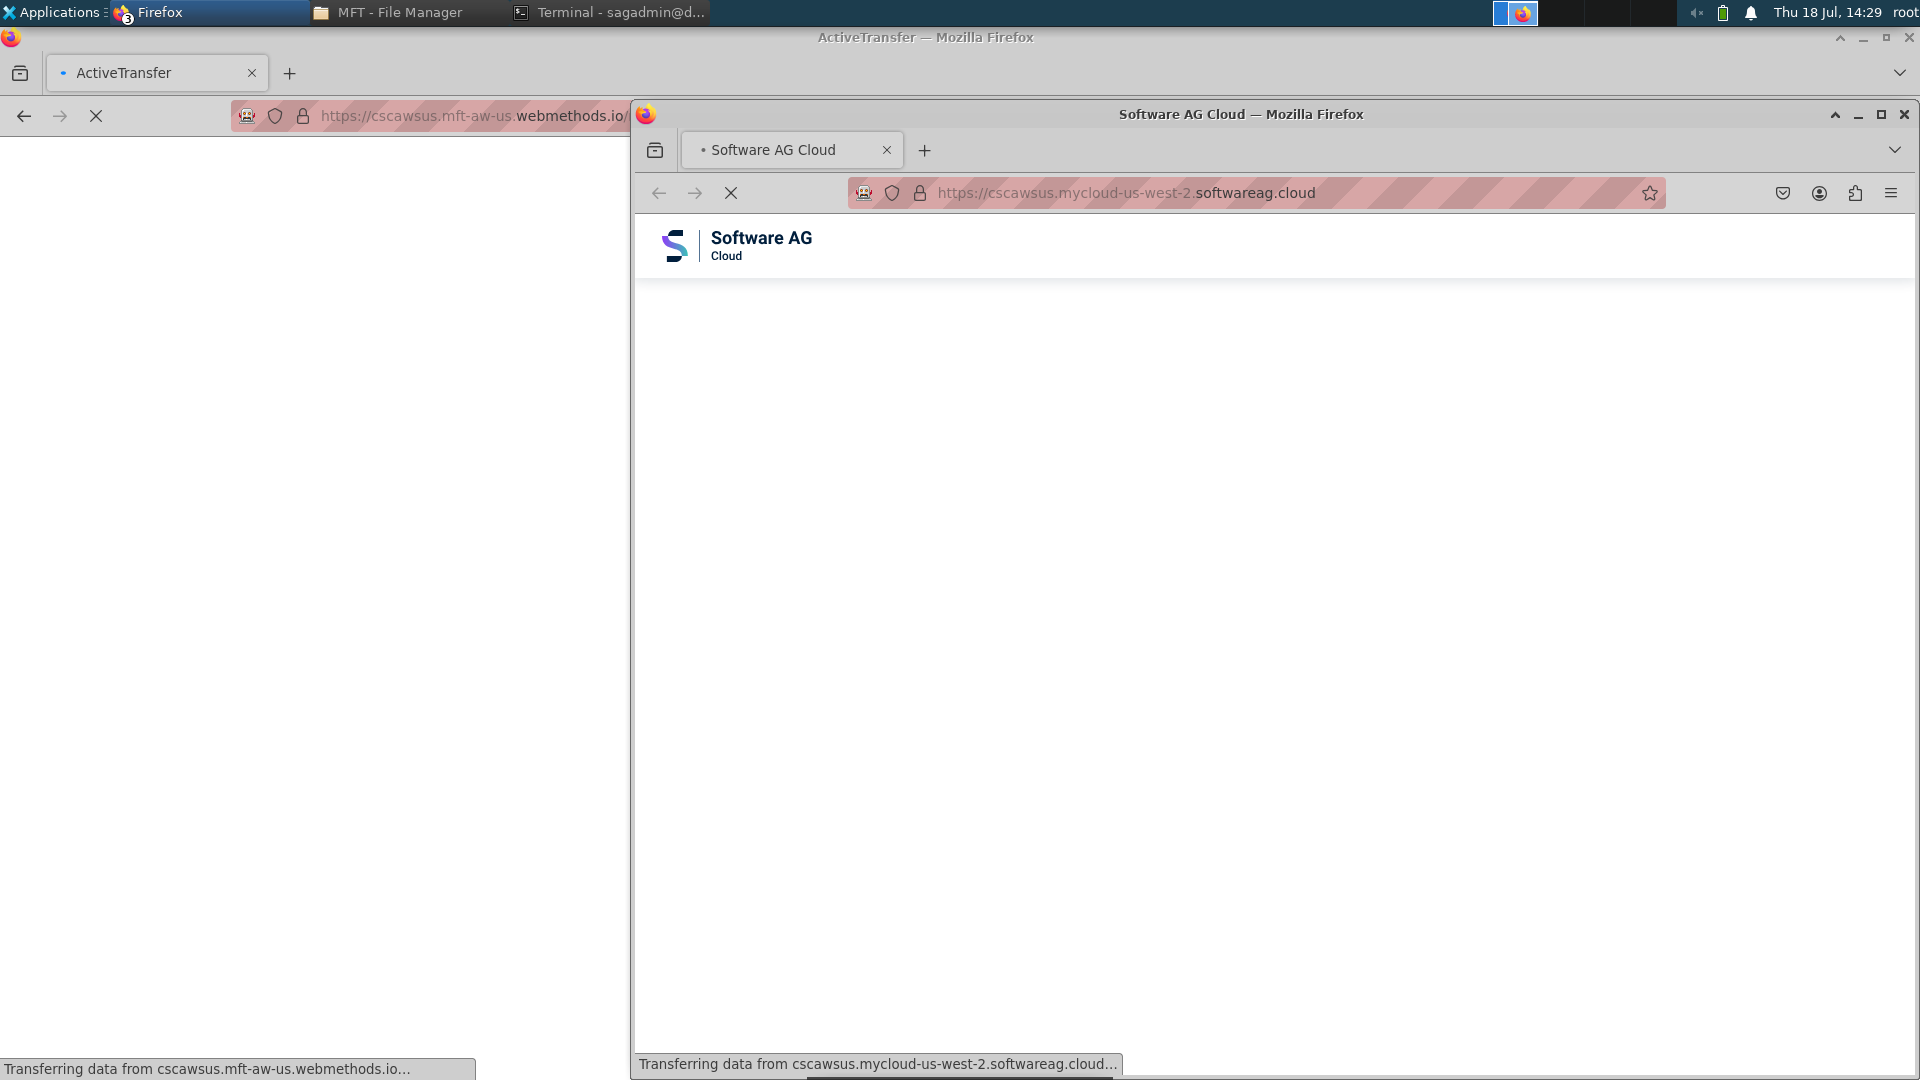 Applications
3
Firefox
MFT - File Manager
Terminal - sagadmin@d...
Thu 18 Jul, 14:29
root
ActiveTransfer — Mozilla Firefox
ActiveTransfer
https://cscawsus.mft-aw-us.webmethods.io/
Software AG Cloud — Mozilla Firefox
Software AG Cloud
https://cscawsus.mycloud-us-west-2.softwareag.cloud
Software AG
Cloud
Transferring data from cscawsus.mft-aw-us.webmethods.io...
Transferring data from cscawsus.mycloud-us-west-2.softwareag.cloud...